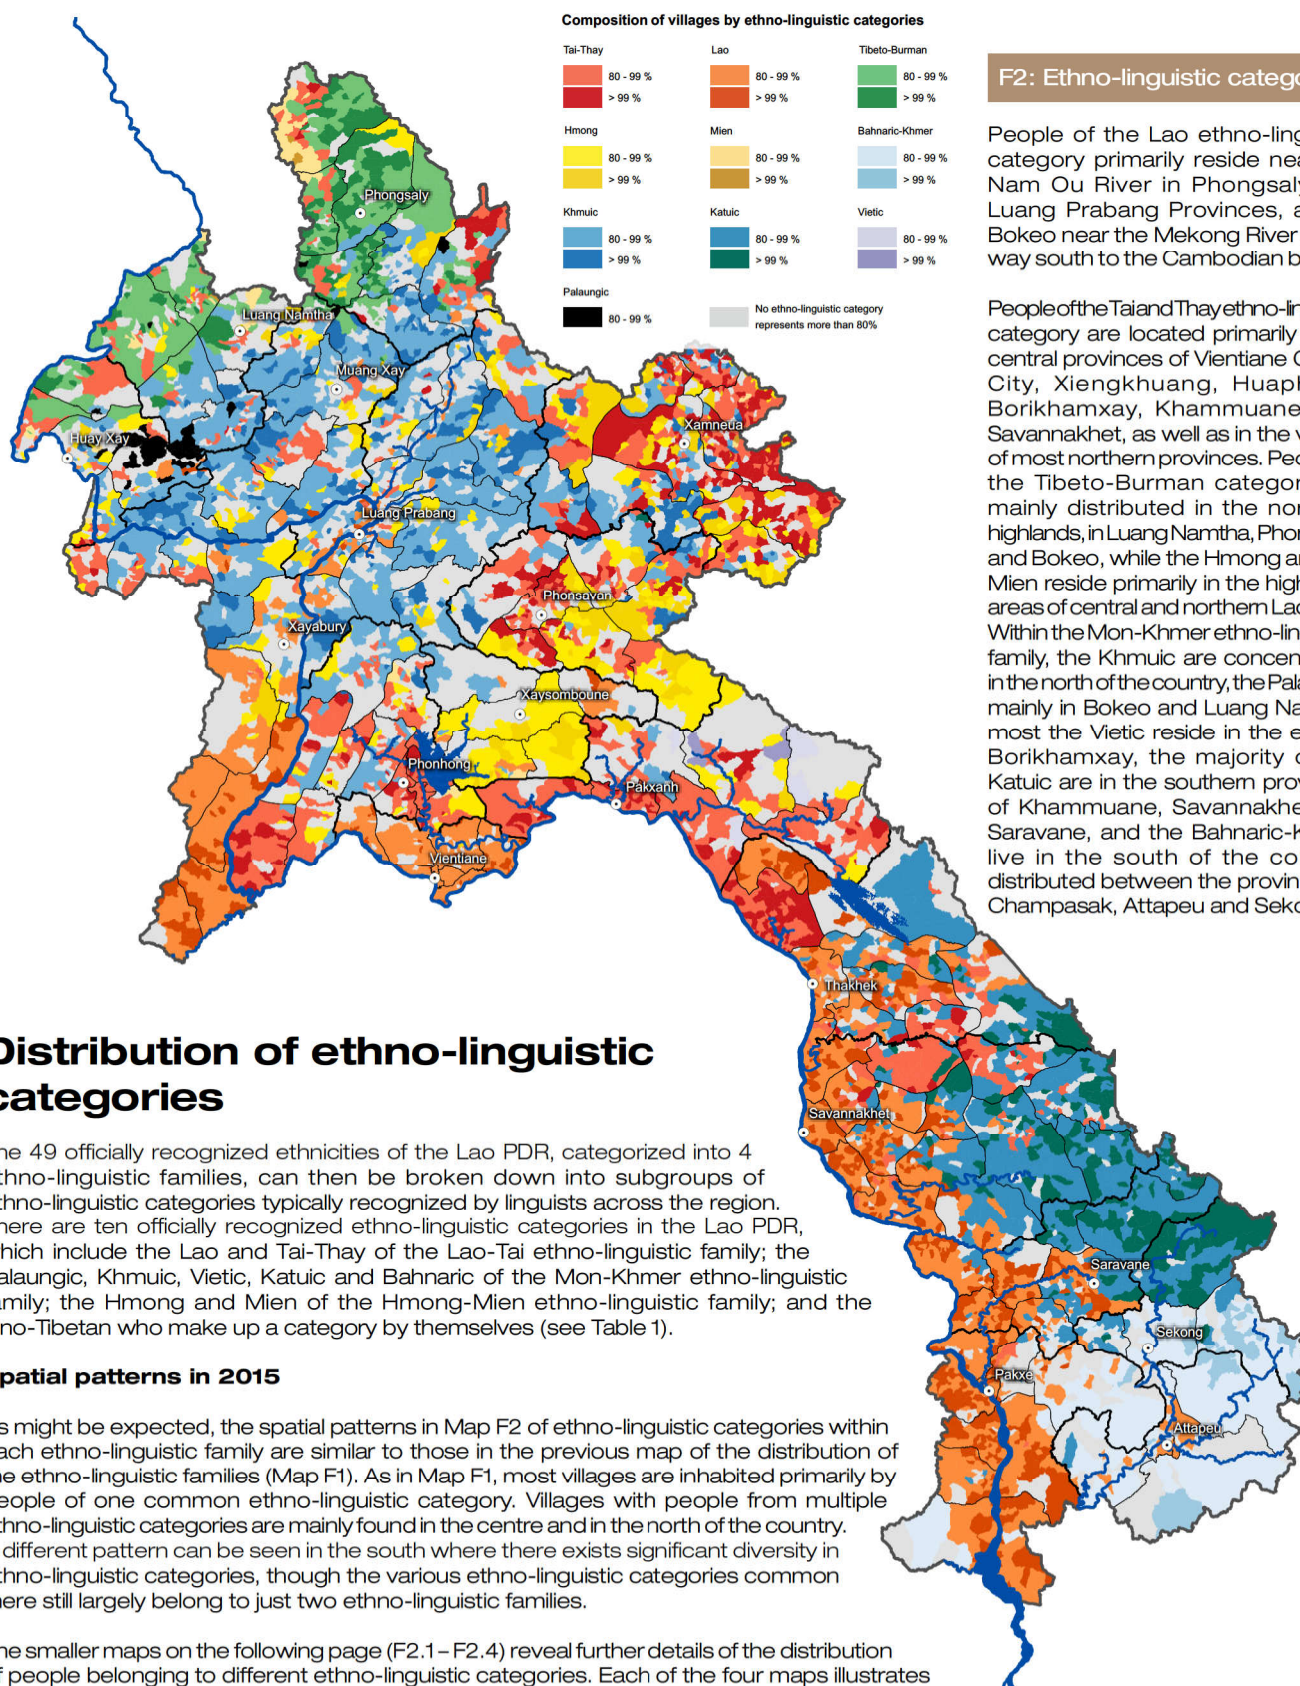 Composition of villages by ethno-linguistic categories
Tai-Thay
80 - 99 %
> 99 %
Lao
80 - 99 %
> 99 %
Tibeto-Burman
80 - 99 %
> 99 %
Hmong
80 - 99 %
> 99 %
Mien
80 - 99 %
> 99 %
Bahnaric-Khmer
80 - 99 %
> 99 %
Khmuic
80 - 99 %
> 99 %
Katuic
80 - 99 %
> 99 %
Vietic
80 - 99 %
> 99 %
Palaungic
80 - 99 %
No ethno-linguistic category
represents more than 80%
Phongsaly
Luang Namtha
Muang Xay
Huay Xay
Xamneua
Luang Prabang
Phonsavan
Xayabury
Xaysomboune
Phonhong
Pakxanh
Vientiane
Thakhek
Savannakhet
Saravane
Sekong
Pakxe
Attapeu
F2: Ethno-linguistic catego
People of the Lao ethno-ling
category primarily reside nea
Nam Ou River in Phongsaly
Luang Prabang Provinces, a
Bokeo near the Mekong River
way south to the Cambodian b
People of the Tai and Thay ethno-lin
category are located primarily
central provinces of Vientiane C
City, Xiengkhuang, Huaph
Borikhamxay, Khammuane
Savannakhet, as well as in the v
of most northern provinces. Peo
the Tibeto-Burman categor
mainly distributed in the nor
highlands, in Luang Namtha, Phon
and Bokeo, while the Hmong an
Mien reside primarily in the high
areas of central and northern Lao
Within the Mon-Khmer ethno-lin
family, the Khmuic are concen
in the north of the country, the Pala
mainly in Bokeo and Luang Na
most the Vietic reside in the e
Borikhamxay, the majority o
Katuic are in the southern prov
of Khammuane, Savannakhe
Saravane, and the Bahnaric-K
live in the south of the co
distributed between the provin
Champasak, Attapeu and Seko
Distribution of ethno-linguistic
categories
he 49 officially recognized ethnicities of the Lao PDR, categorized into 4
thno-linguistic families, can then be broken down into subgroups of
thno-linguistic categories typically recognized by linguists across the region.
here are ten officially recognized ethno-linguistic categories in the Lao PDR,
hich include the Lao and Tai-Thay of the Lao-Tai ethno-linguistic family; the
alaungic, Khmuic, Vietic, Katuic and Bahnaric of the Mon-Khmer ethno-linguistic
amily; the Hmong and Mien of the Hmong-Mien ethno-linguistic family; and the
no-Tibetan who make up a category by themselves (see Table 1).
patial patterns in 2015
s might be expected, the spatial patterns in Map F2 of ethno-linguistic categories within
ach ethno-linguistic family are similar to those in the previous map of the distribution of
he ethno-linguistic families (Map F1). As in Map F1, most villages are inhabited primarily by
eople of one common ethno-linguistic category. Villages with people from multiple
thno-linguistic categories are mainly found in the centre and in the north of the country.
different pattern can be seen in the south where there exists significant diversity in
thno-linguistic categories, though the various ethno-linguistic categories common
here still largely belong to just two ethno-linguistic families.
he smaller maps on the following page (F2.1 – F2.4) reveal further details of the distribution
f people belonging to different ethno-linguistic categories. Each of the four maps illustrates